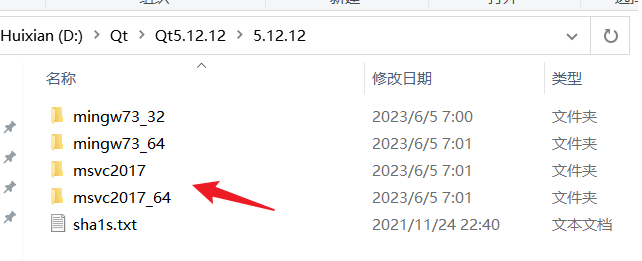 Huixian (D:) > Qt > Qt5.12.12 > 5.12.12
名称 修改日期 类型
mingw73_32 2023/6/5 7:00 文件夹
mingw73_64 2023/6/5 7:01 文件夹
msvc2017 2023/6/5 7:01 文件夹
msvc2017_64 2023/6/5 7:01 文件夹
sha1s.txt 2021/11/24 22:40 文本文档